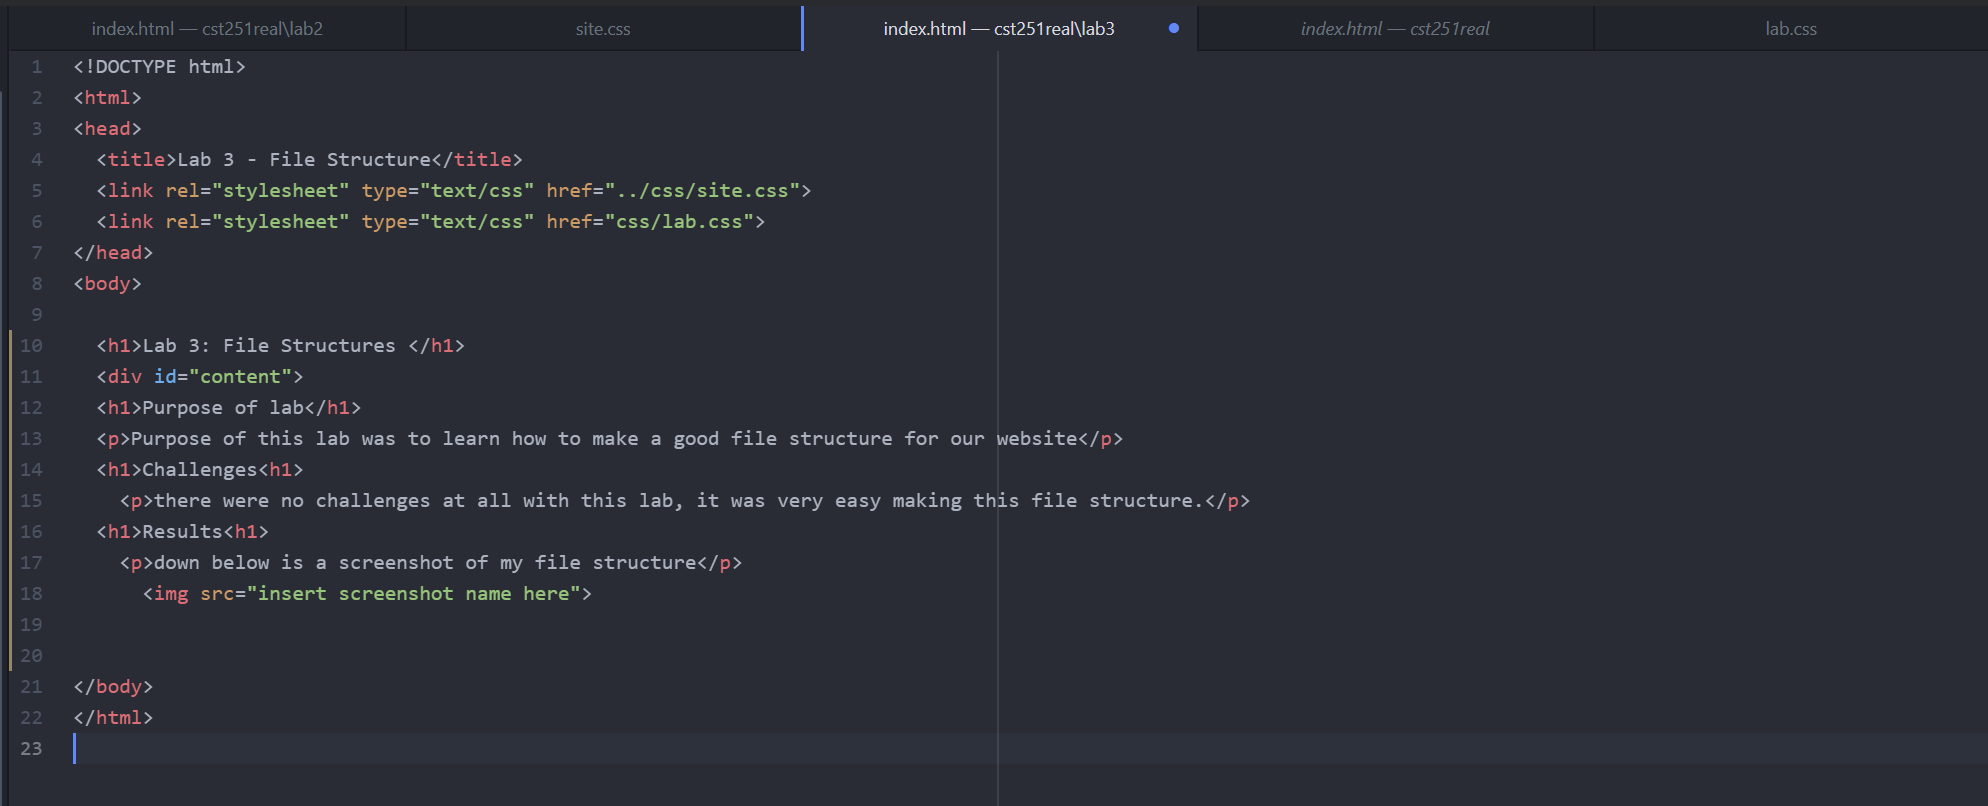 index.html — cst251real\lab2 site.css index.html — cst251real\lab3 index.html — cst251real lab.css
1 <!DOCTYPE html>
2 <html>
3 <head>
4 <title>Lab 3 - File Structure</title>
5 <link rel="stylesheet" type="text/css" href="../css/site.css">
6 <link rel="stylesheet" type="text/css" href="css/lab.css">
7 </head>
8 <body>
9
10 <h1>Lab 3: File Structures </h1>
11 <div id="content">
12 <h1>Purpose of lab</h1>
13 <p>Purpose of this lab was to learn how to make a good file structure for our website</p>
14 <h1>Challenges<h1>
15 <p>there were no challenges at all with this lab, it was very easy making this file structure.</p>
16 <h1>Results<h1>
17 <p>down below is a screenshot of my file structure</p>
18 <img src="insert screenshot name here">
19
20
21 </body>
22 </html>
23